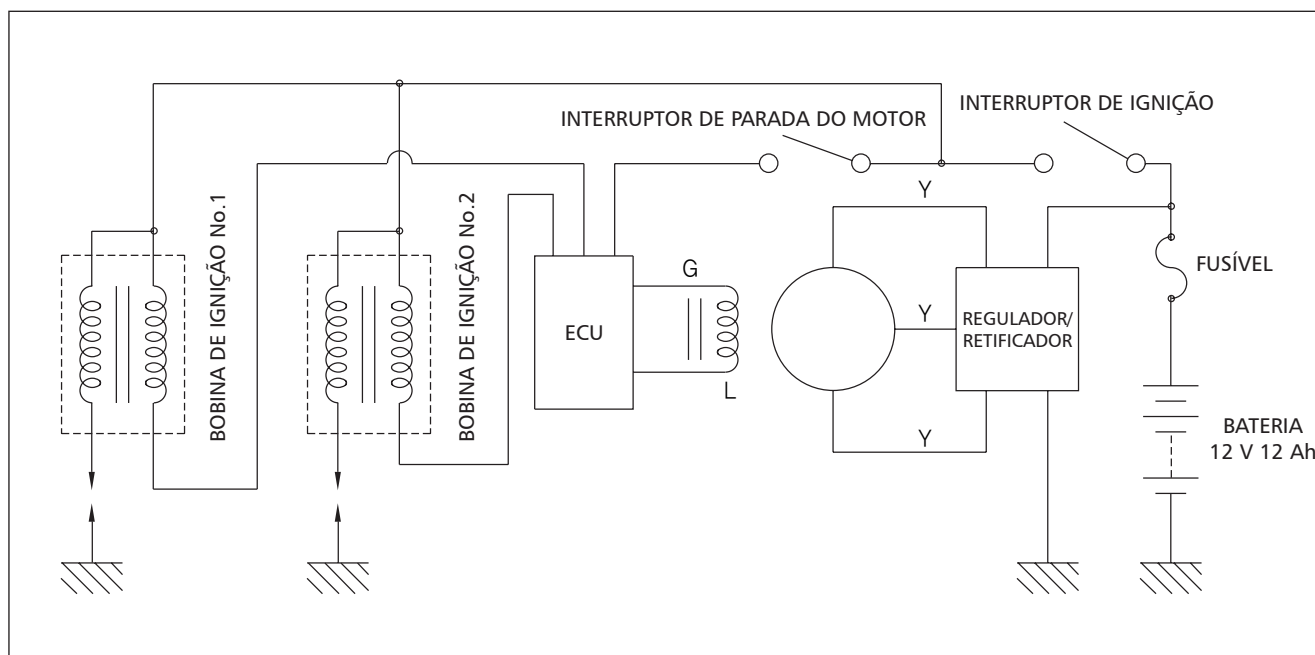 INTERRUPTOR DE IGNIÇÃO
INTERRUPTOR DE PARADA DO MOTOR
BOBINA DE IGNIÇÃO No.1
BOBINA DE IGNIÇÃO No.2
ECU
G
L
Y
Y
Y
REGULADOR/
RETIFICADOR
FUSÍVEL
BATERIA
12 V 12 Ah